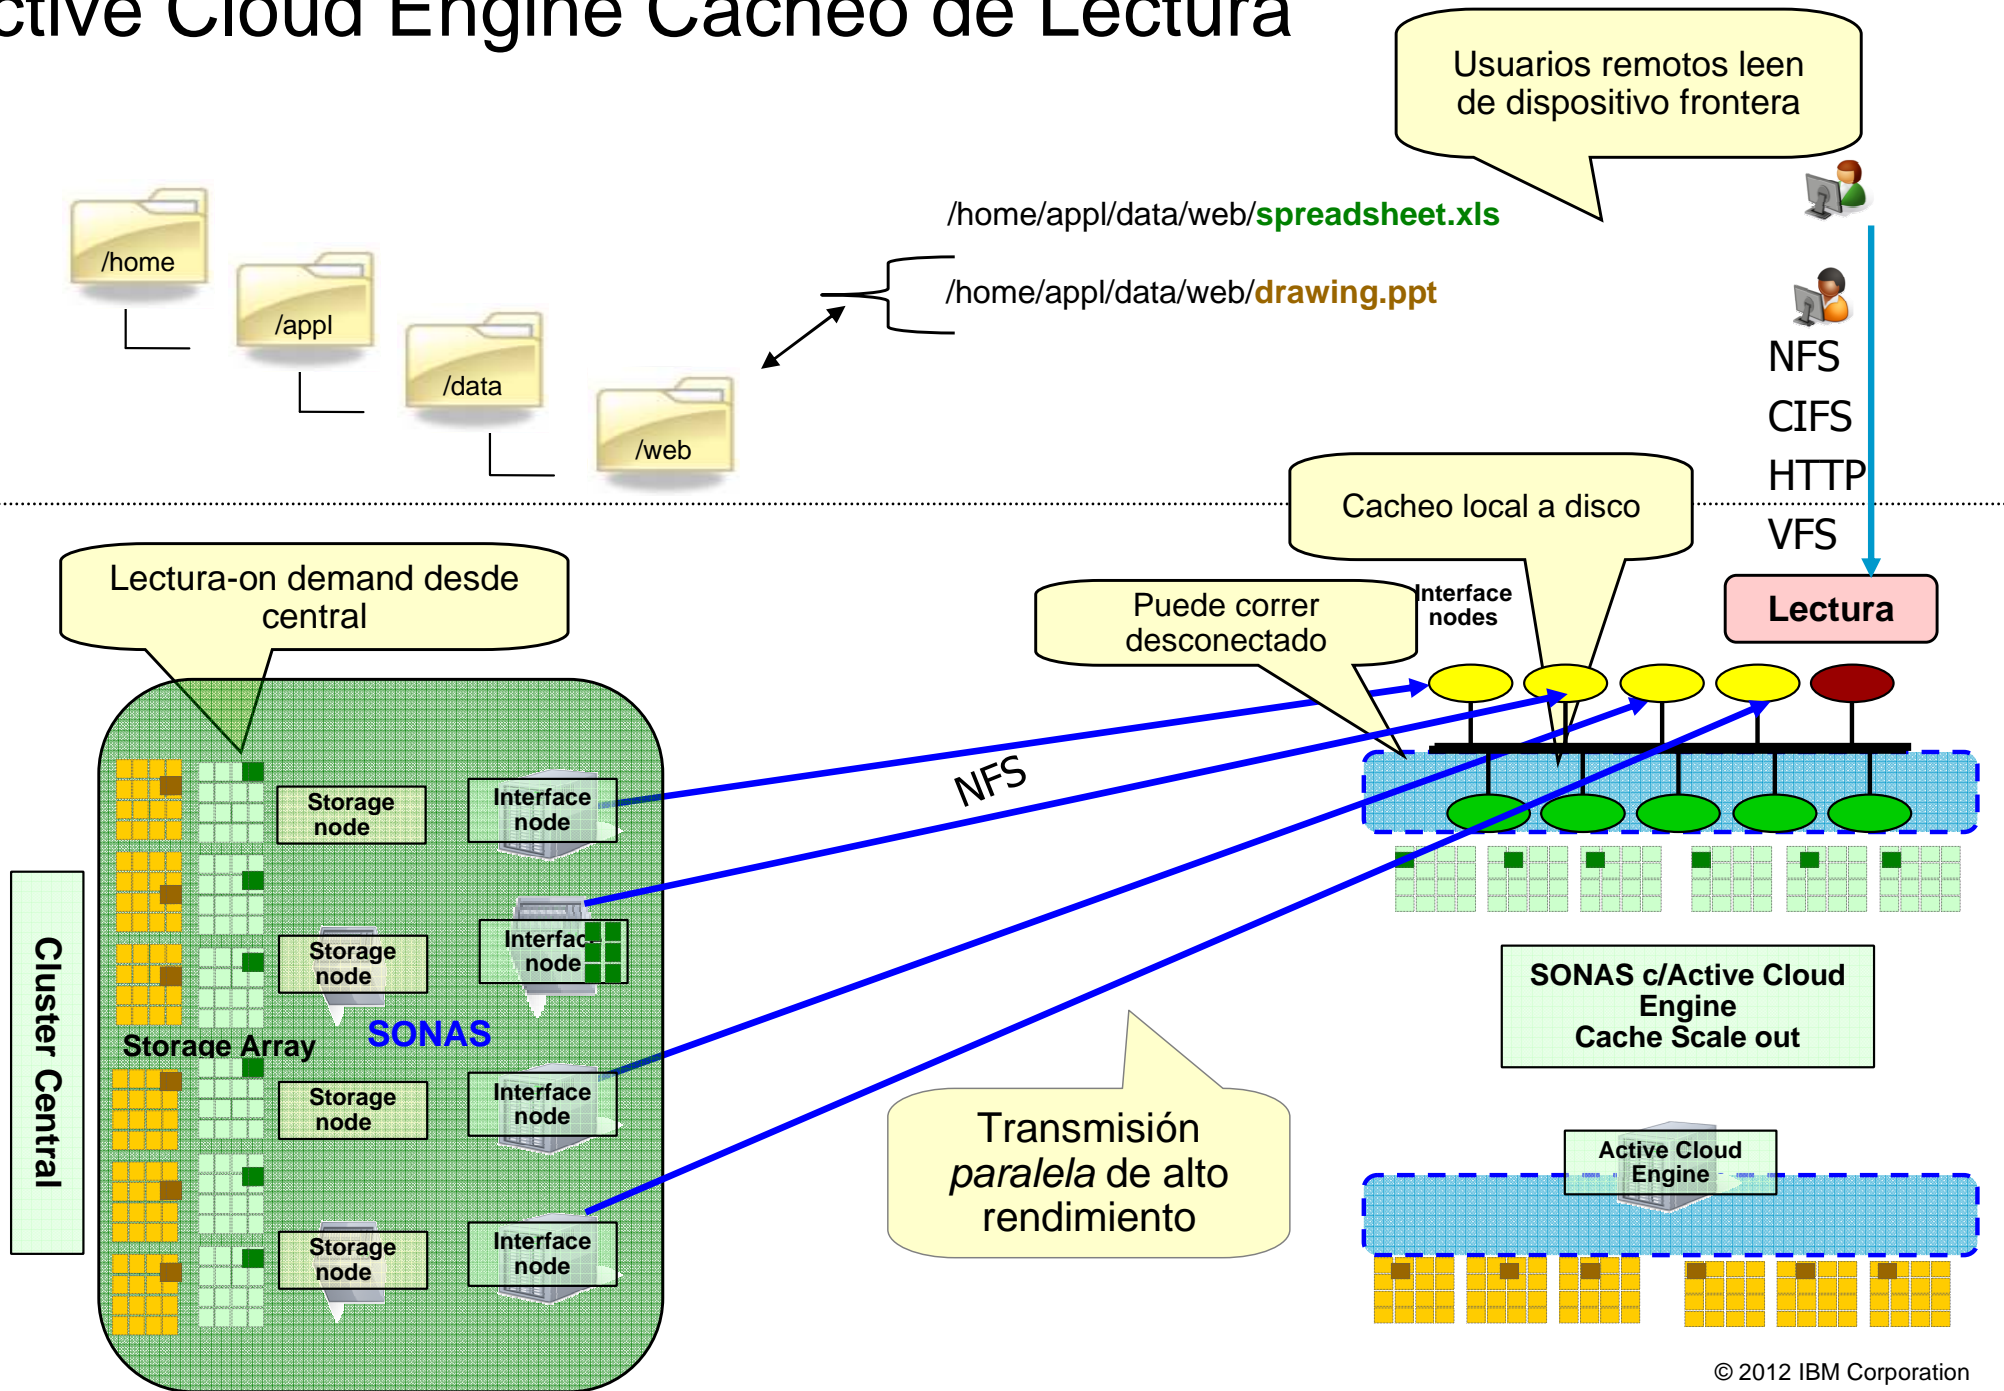 ctive Cloud Engine Cacheo de Lectura
Usuarios remotos leen
de dispositivo frontera
/home/appl/data/web/spreadsheet.xls
/home/appl/data/web/drawing.ppt
/home
/appl
/data
/web
NFS
CIFS
HTTP
VFS
Cacheo local a disco
Lectura-on demand desde
central
Puede correr
desconectado
Interface
nodes
Lectura
NFS
Storage
node
Interface
node
Storage
node
Interface
node
Cluster Central
Storage Array
SONAS
Storage
node
Interface
node
Storage
node
Interface
node
Transmisión
paralela de alto
rendimiento
SONAS c/Active Cloud
Engine
Cache Scale out
Active Cloud
Engine
© 2012 IBM Corporation